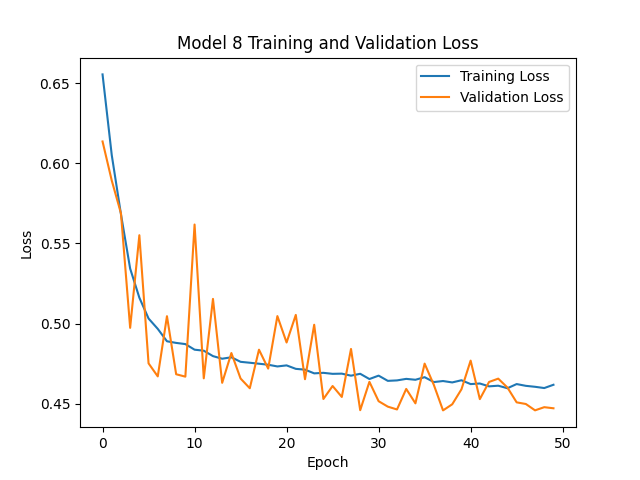 Model 8 Training and Validation Loss
Training Loss
Validation Loss
0.65
0.60
0.55
0.50
0.45
Loss
0 10 20 30 40 50
Epoch